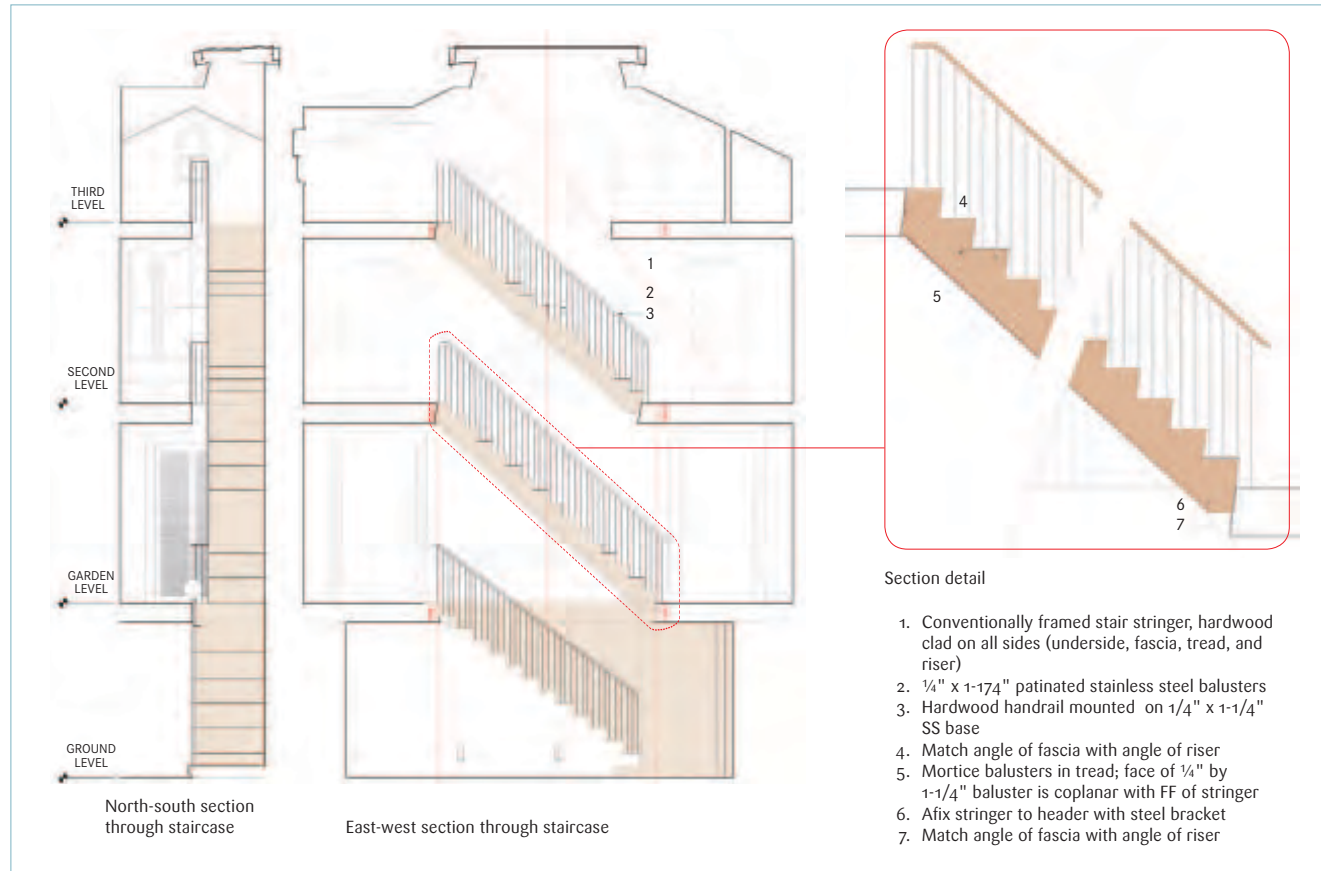 THIRD
LEVEL
SECOND
LEVEL
GARDEN
LEVEL
GROUND
LEVEL
North-south section
through staircase
1
2
3
East-west section through staircase
4
5
6
7
Section detail
1. Conventionally framed stair stringer, hardwood
clad on all sides (underside, fascia, tread, and
riser)
2. ¼" x 1-174" patinated stainless steel balusters
3. Hardwood handrail mounted on 1/4" x 1-1/4"
SS base
4. Match angle of fascia with angle of riser
5. Mortice balusters in tread; face of ¼" by
1-1/4" baluster is coplanar with FF of stringer
6. Afix stringer to header with steel bracket
7. Match angle of fascia with angle of riser